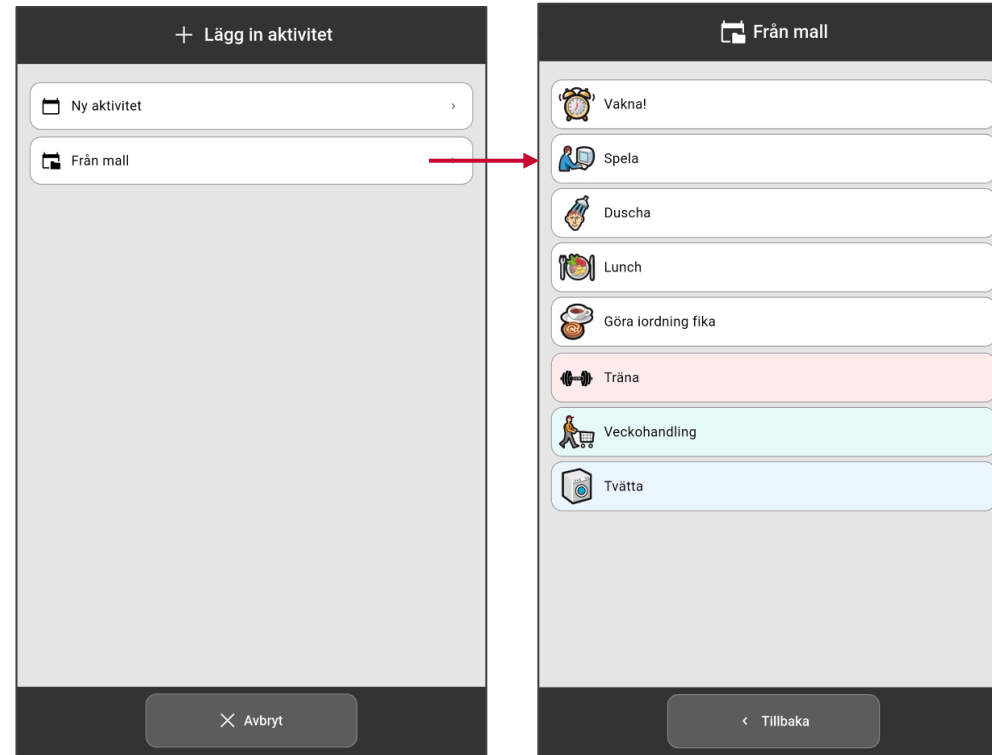 Lägg in aktivitet
Ny aktivitet
Från mall
Avbryt
Från mall
Vakna!
Spela
Duscha
Lunch
Göra iordning fika
Träna
Veckohandling
Tvätta
Tillbaka